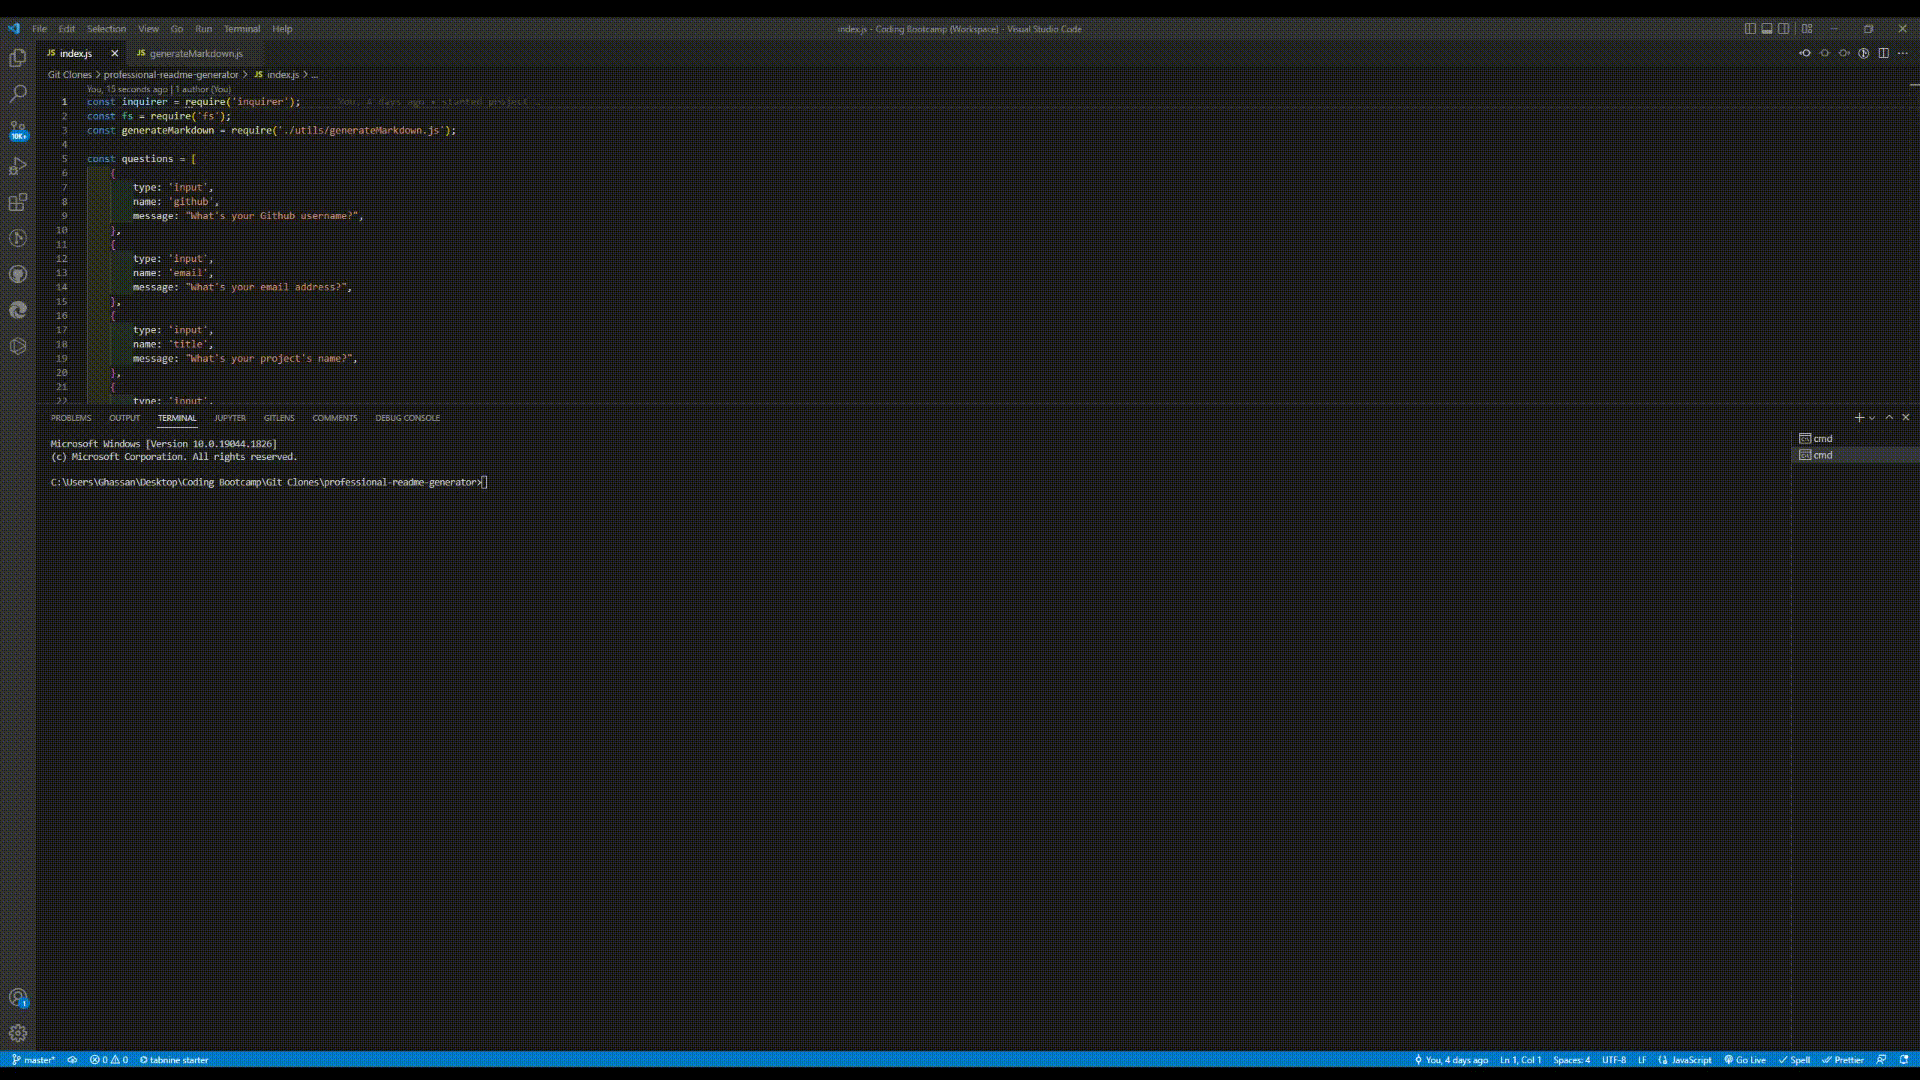 File Edit Selection View Go Run Terminal Help
index.js - Coding Bootcamp (Workspace) - Visual Studio Code
JS index.js
JS generateMarkdown.js
Git Clones > professional-readme-generator > JS index.js > ...
You, 15 seconds ago | 1 author (You)
1 const inquirer = require('inquirer'); You, 4 days ago • started project …
2 const fs = require('fs');
3 const generateMarkdown = require('./utils/generateMarkdown.js');
4
5 const questions = [
6 {
7 type: 'input',
8 name: 'github',
9 message: "What's your Github username?",
10 },
11 {
12 type: 'input',
13 name: 'email',
14 message: "What's your email address?",
15 },
16 {
17 type: 'input',
18 name: 'title',
19 message: "What's your project's name?",
20 },
21 {
22 type: 'input',
10K+
PROBLEMS OUTPUT TERMINAL JUPYTER GITLENS COMMENTS DEBUG CONSOLE
Microsoft Windows [Version 10.0.19044.1826]
(c) Microsoft Corporation. All rights reserved.
C:\Users\Ghassan\Desktop\Coding Bootcamp\Git Clones\professional-readme-generator>
cmd
cmd
1
master* 0 0 tabnine starter
You, 4 days ago Ln 1, Col 1 Spaces: 4 UTF-8 LF JavaScript Go Live Spell Prettier